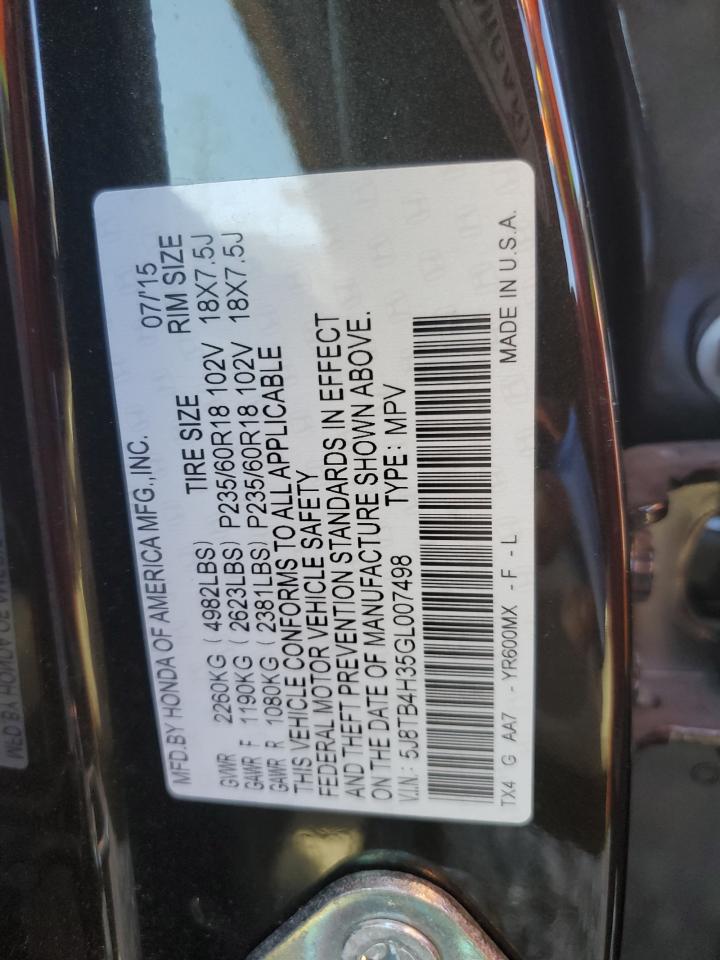 MFD.BY HONDA OF AMERICA MFG.,INC. 07/'15
TIRE SIZE RIM SIZE
GVWR 2260KG ( 4982LBS)
GAWR F 1190KG ( 2623LBS) P235/60R18 102V 18X7.5J
GAWR R 1080KG ( 2381LBS) P235/60R18 102V 18X7.5J
THIS VEHICLE CONFORMS TO ALL APPLICABLE
FEDERAL MOTOR VEHICLE SAFETY
AND THEFT PREVENTION STANDARDS IN EFFECT
ON THE DATE OF MANUFACTURE SHOWN ABOVE.
V.I.N.: 5J8TB4H35GL007498 TYPE: MPV
TX4 G AA7 - YR600MX - F - L MADE IN U.S.A.